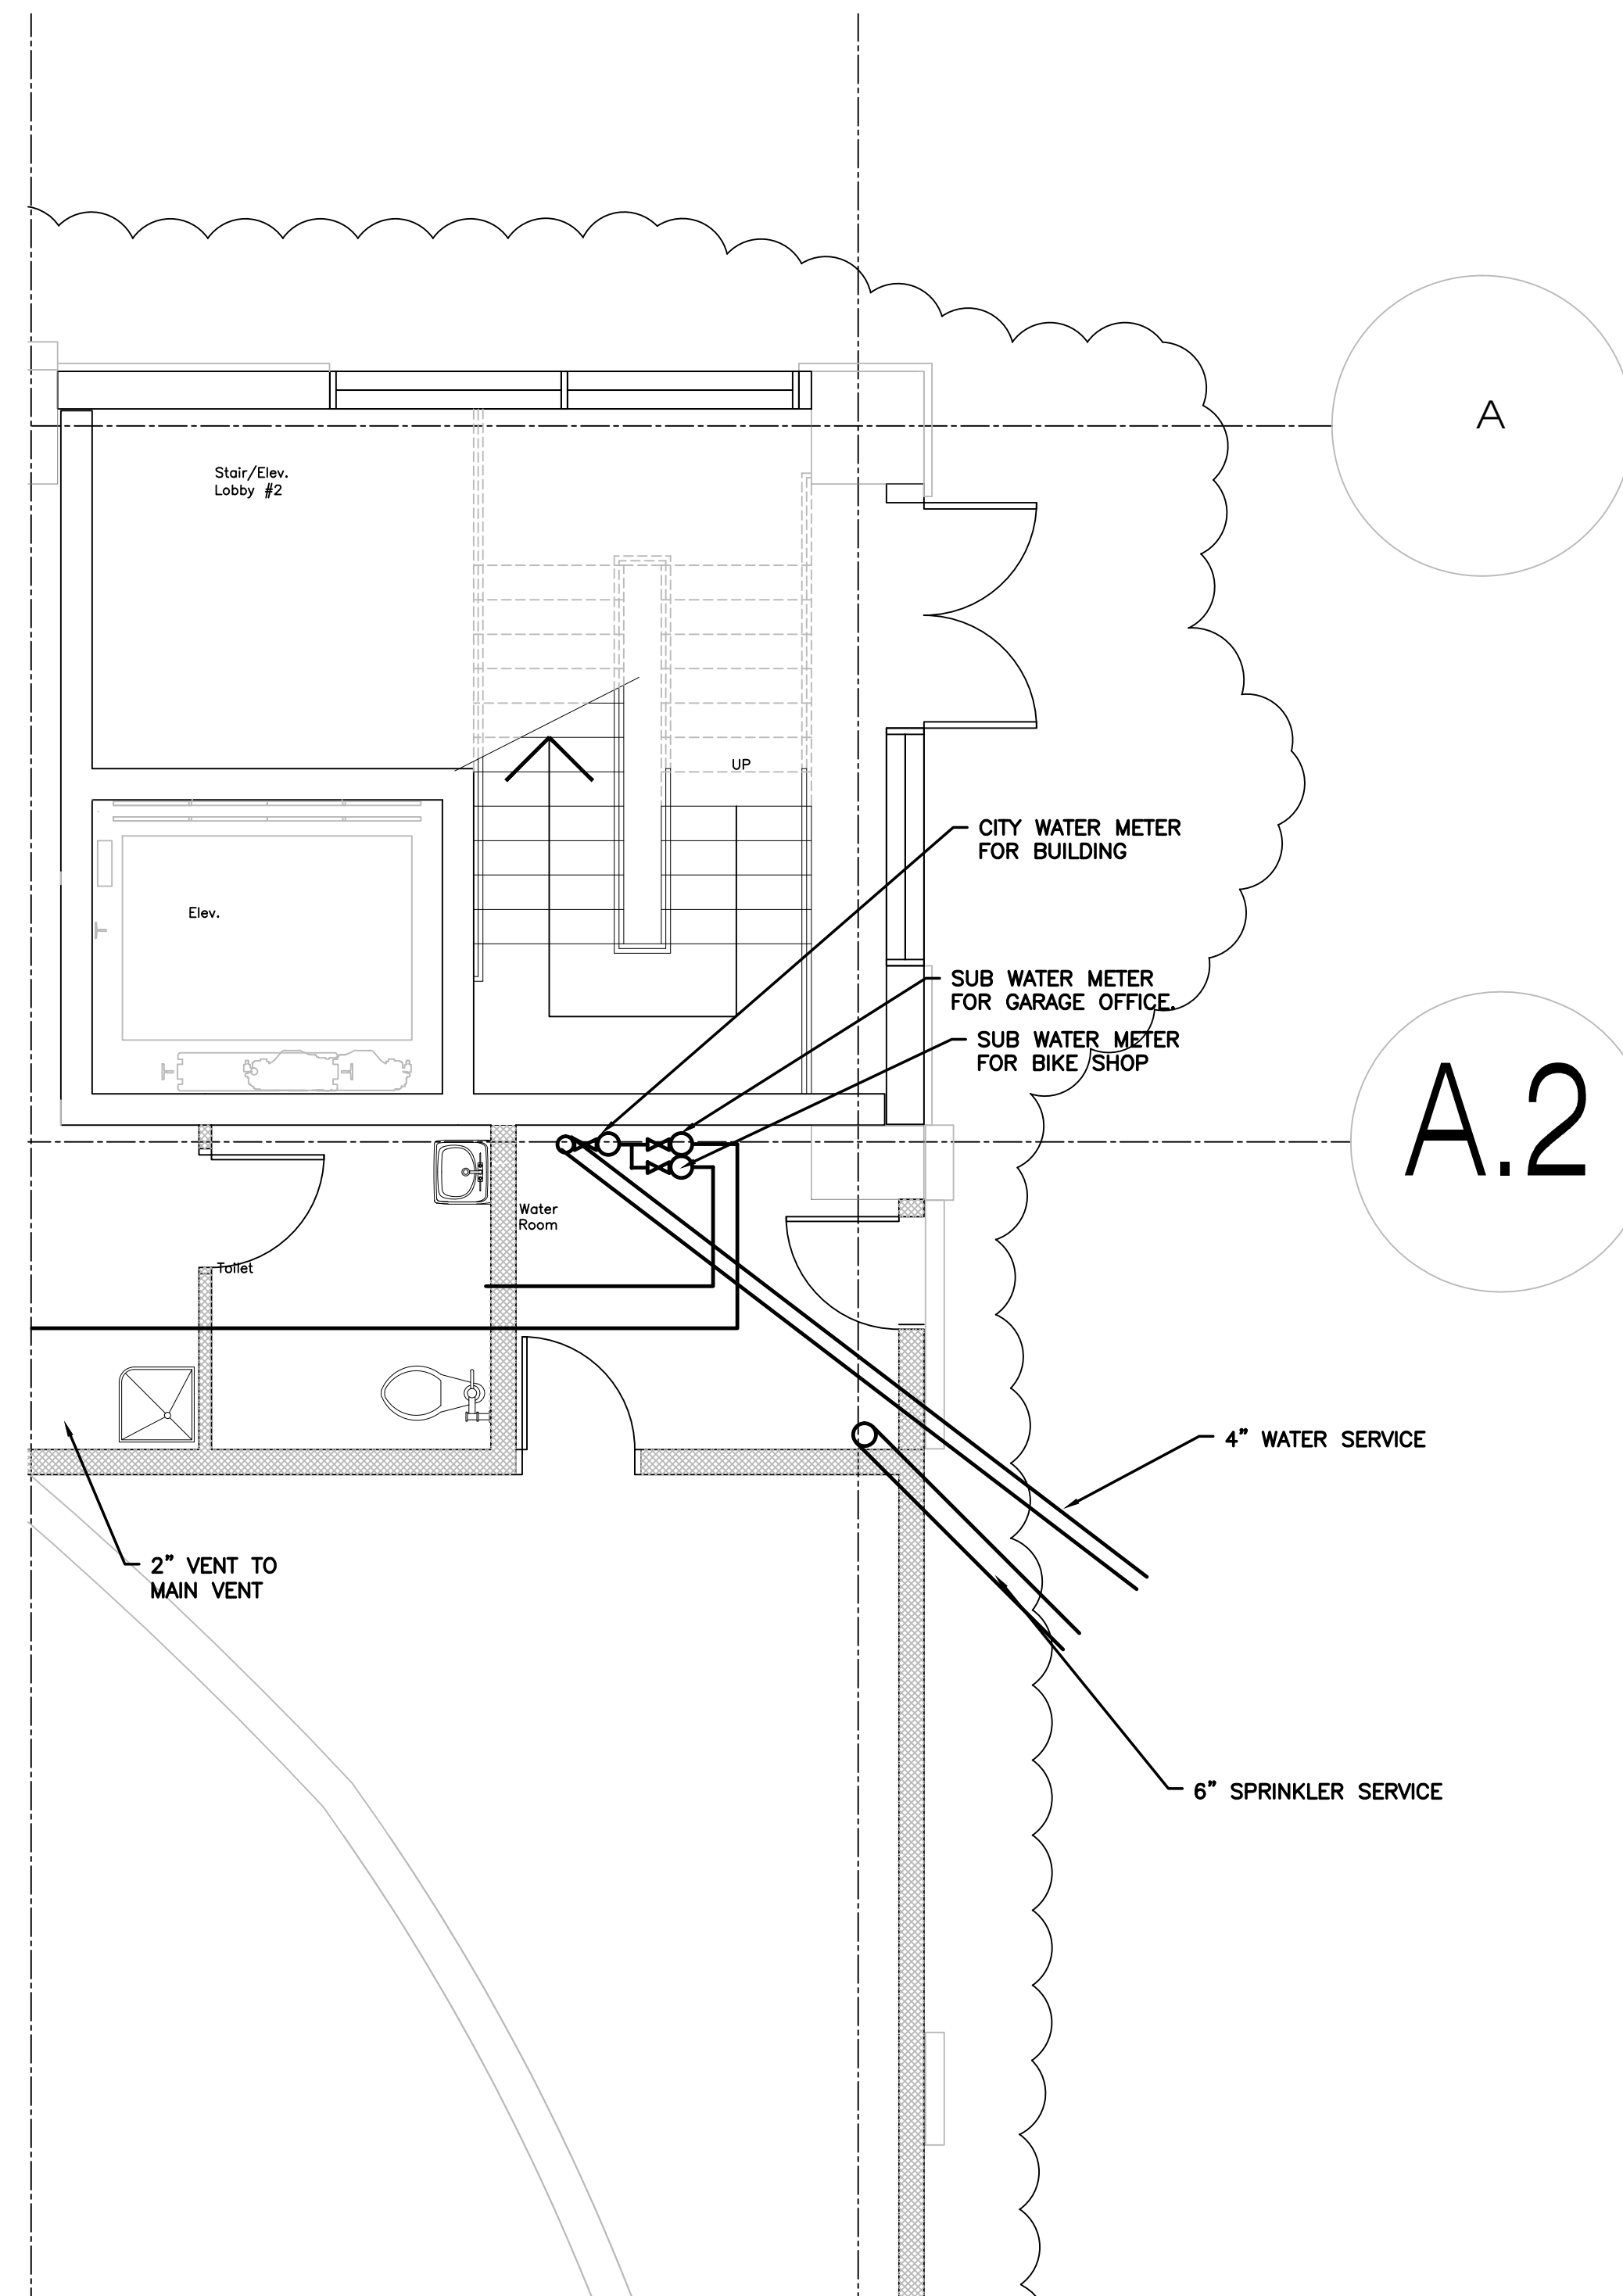 A
Stair/Elev.
Lobby #2
UP
CITY WATER METER
FOR BUILDING
Elev.
SUB WATER METER
FOR GARAGE OFFICE.
SUB WATER METER
FOR BIKE SHOP
A.2
Water
Room
Toilet
4" WATER SERVICE
2" VENT TO
MAIN VENT
6" SPRINKLER SERVICE